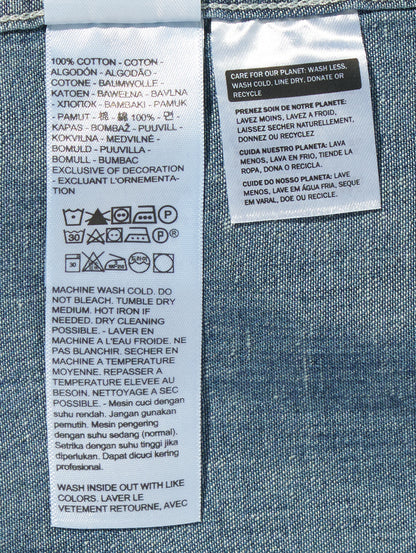 100% COTTON - COTON -
ALGODÓN - ALGODÃO
COTONE - BAUMWOLLE -
KATOEN - BAWEŁNA - BAVLNA
- ХЛОПОК - BAMBAKI - PAMUK
- PAMUT - 棉 - 綿 100% - 면 -
KAPAS - BOMBAŽ - PUUVILL -
KOKVILNA - MEDVILNĖ -
BOMULD - PUUVILLA -
BOMULL - BUMBAC
EXCLUSIVE OF DECORATION
- EXCLUANT L'ORNEMENTA-
TION
P
30 P ®
30
MACHINE WASH COLD. DO
NOT BLEACH. TUMBLE DRY
MEDIUM. HOT IRON IF
NEEDED. DRY CLEANING
POSSIBLE. - LAVER EN
MACHINE A L'EAU FROIDE. NE
PAS BLANCHIR. SECHER EN
MACHINE A TEMPERATURE
MOYENNE. REPASSER A
TEMPERATURE ELEVEE AU
BESOIN. NETTOYAGE A SEC
POSSIBLE. - Mesin cuci dengan
suhu rendah. Jangan gunakan
pemutih. Mesin pengering
dengan suhu sedang (normal).
Setrika dengan suhu tinggi jika
diperlukan. Dapat dicuci kering
profesional.
WASH INSIDE OUT WITH LIKE
COLORS. LAVER LE
VETEMENT RETOURNE, AVEC
CARE FOR OUR PLANET: WASH LESS,
WASH COLD, LINE DRY, DONATE OR
RECYCLE
PRENEZ SOIN DE NOTRE PLANETE:
LAVEZ MOINS, LAVEZ A FROID,
LAISSEZ SECHER NATURELLEMENT,
DONNEZ OU RECYCLEZ
CUIDA NUESTRO PLANETA: LAVA
MENOS, LAVA EN FRIO, TIENDE LA
ROPA, DONA O RECICLA.
CUIDE DO NOSSO PLANETA: LAVE
MENOS, LAVE EM ÁGUA FRIA, SEQUE
EM VARAL, DOE OU RECICLE.